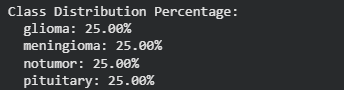 Class Distribution Percentage:
  glioma: 25.00%
  meningioma: 25.00%
  notumor: 25.00%
  pituitary: 25.00%